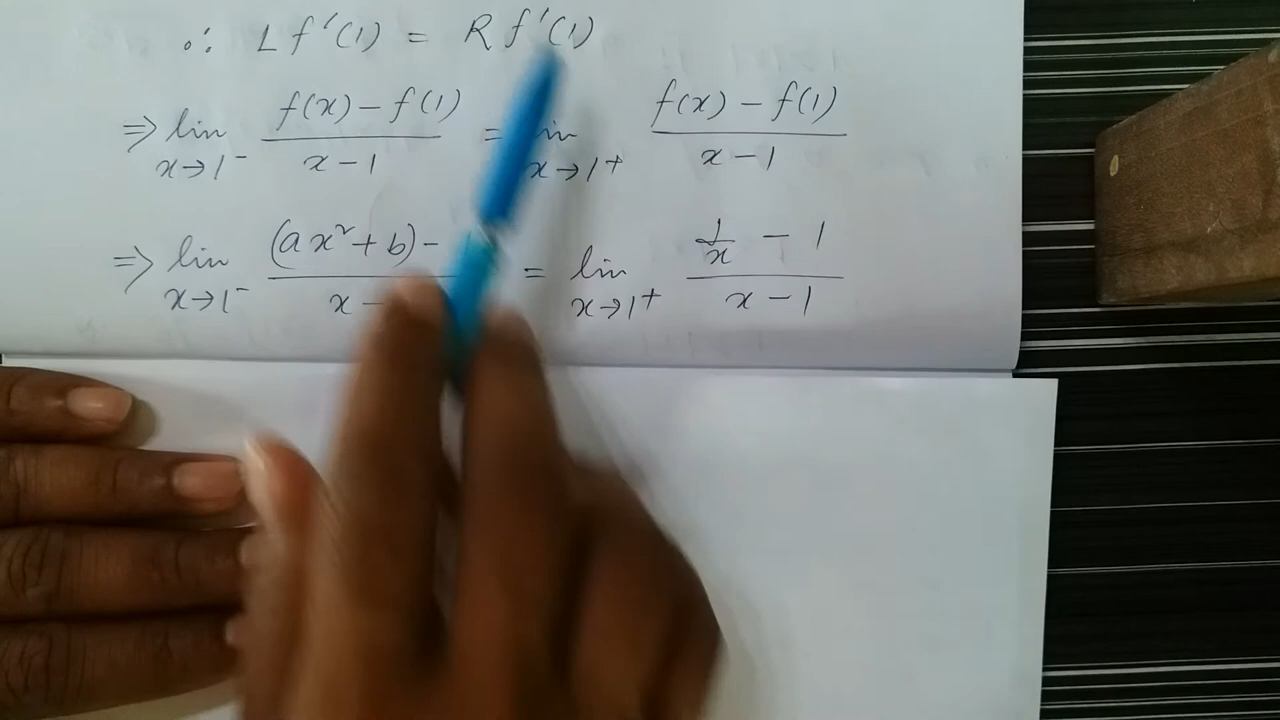 ∴ Lf'(1) = Rf'(1)
⇒ lim x→1⁻ f(x) – f(1) / x – 1 = x→1⁺ f(x) – f(1) / x – 1
⇒ lim x→1⁻ (ax² + b) – / x – = lim x→1⁺ 1/x – 1 / x – 1